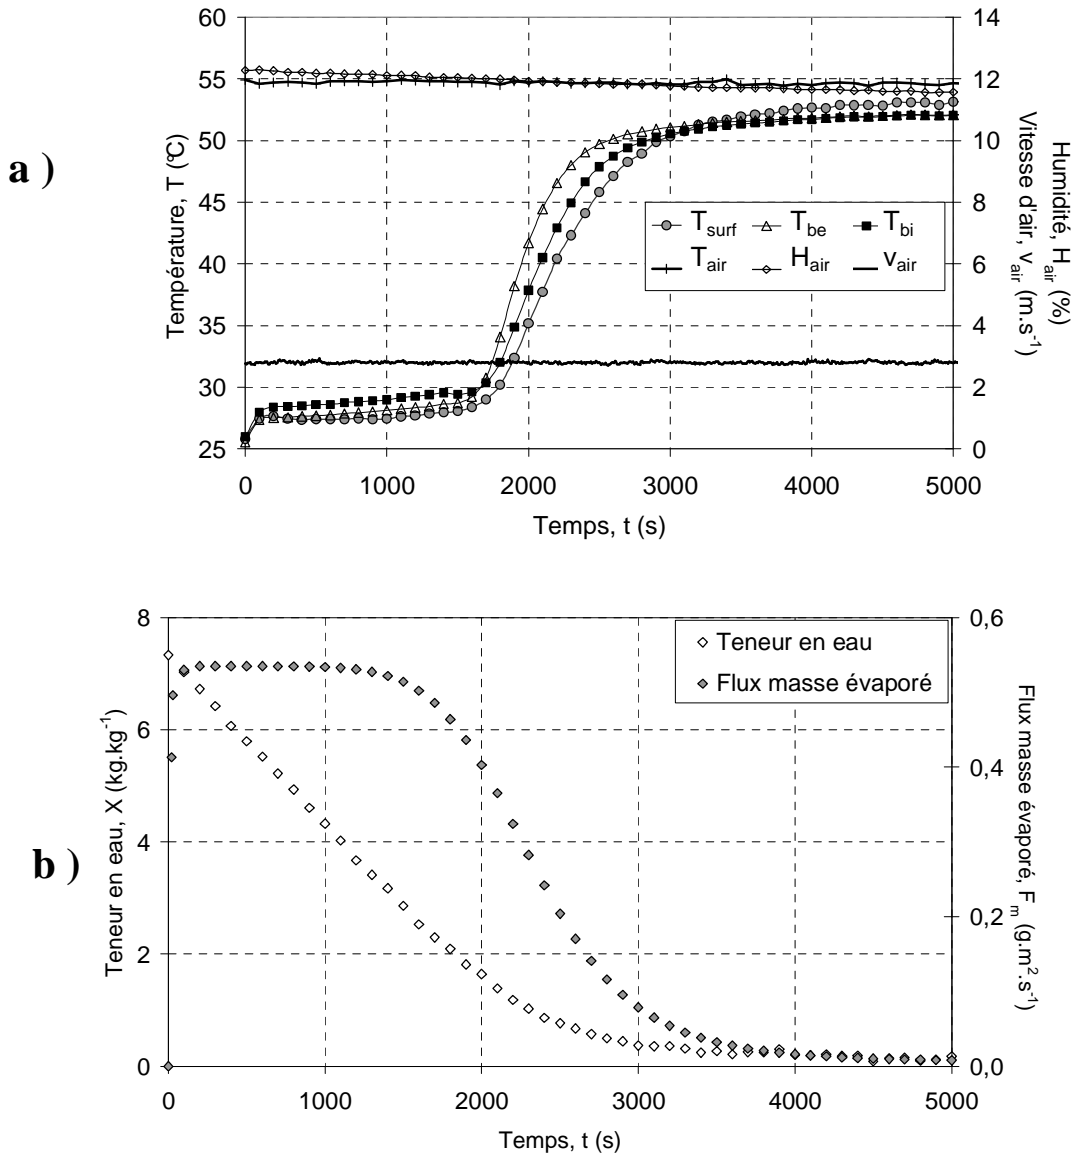 a )
60
55
50
45
40
35
30
25
Température, T (°C)
14
12
10
8
6
4
2
0
Vitesse d'air, v_air (m.s⁻¹)
Humidité, H_air (%)
T_surf T_be T_bi
T_air H_air v_air
0 1000 2000 3000 4000 5000
Temps, t (s)
b )
8
6
4
2
0
Teneur en eau, X (kg.kg⁻¹)
0,6
0,4
0,2
0,0
Flux masse évaporé, F_m (g.m².s⁻¹)
Teneur en eau
Flux masse évaporé
0 1000 2000 3000 4000 5000
Temps, t (s)